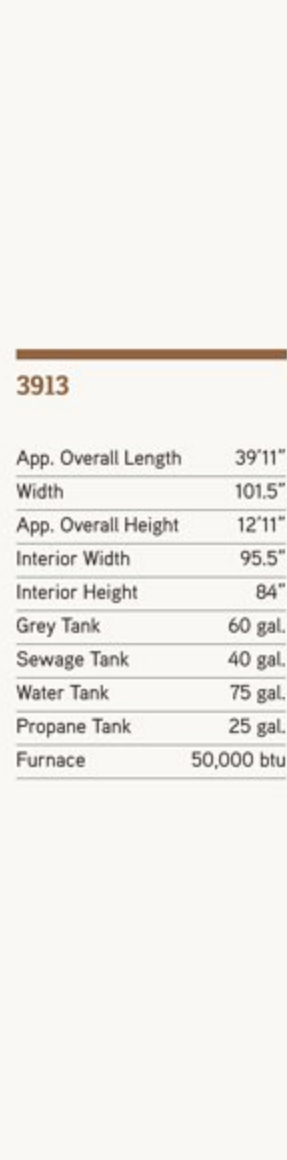 3913
App. Overall Length 39'11"
Width 101.5"
App. Overall Height 12'11"
Interior Width 95.5"
Interior Height 84"
Grey Tank 60 gal.
Sewage Tank 40 gal.
Water Tank 75 gal.
Propane Tank 25 gal.
Furnace 50,000 btu